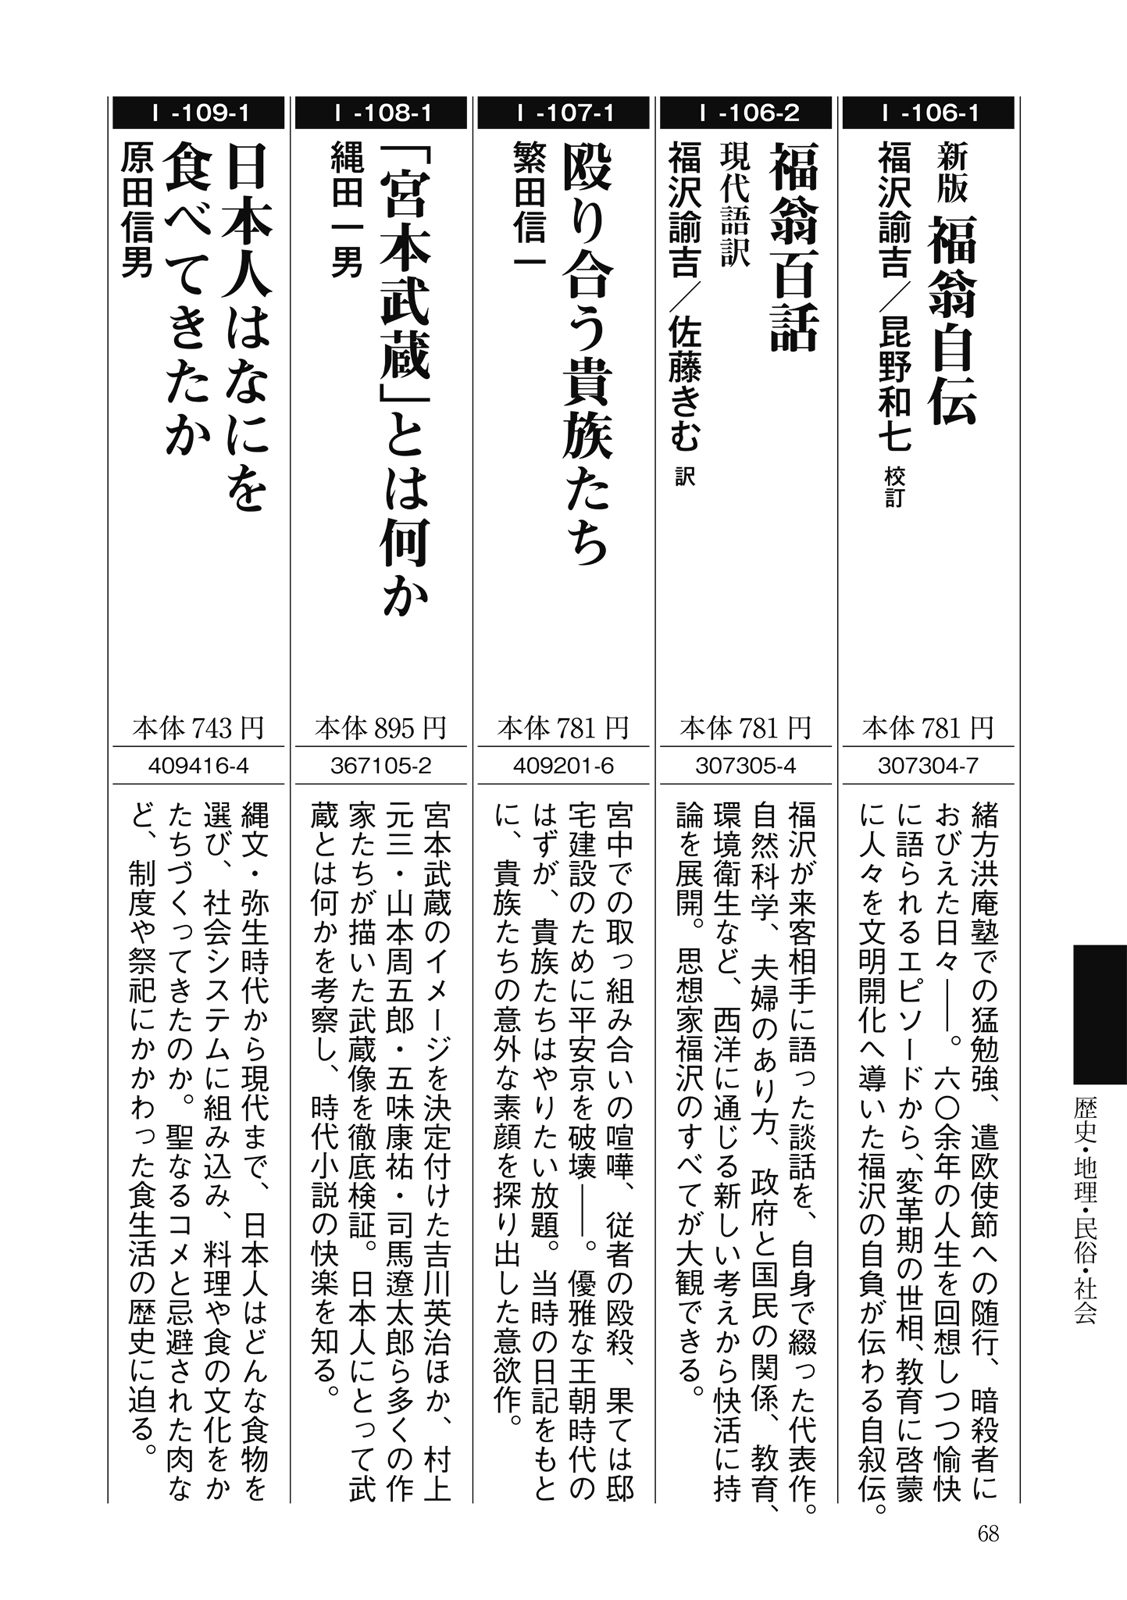 I -106-1
新版 福翁自伝
福沢諭吉／昆野和七 校訂
本体 781 円
307304-7
緒方洪庵塾での猛勉強、遣欧使節への随行、暗殺者に
おびえた日々――。六〇余年の人生を回想しつつ愉快
に語られるエピソードから、変革期の世相、教育に啓蒙
に人々を文明開化へ導いた福沢の自負が伝わる自叙伝。
I -106-2
福翁百話
現代語訳
福沢諭吉／佐藤きむ 訳
本体 781 円
307305-4
福沢が来客相手に語った談話を、自身で綴った代表作。
自然科学、夫婦のあり方、政府と国民の関係、教育、
環境衛生など、西洋に通じる新しい考えから快活に持
論を展開。思想家福沢のすべてが大観できる。
I -107-1
殴り合う貴族たち
繁田信一
本体 781 円
409201-6
宮中での取っ組み合いの喧嘩、従者の殴殺、果ては邸
宅建設のために平安京を破壊――。優雅な王朝時代の
はずが、貴族たちはやりたい放題。当時の日記をもと
に、貴族たちの意外な素顔を探り出した意欲作。
I -108-1
「宮本武蔵」とは何か
縄田一男
本体 895 円
367105-2
宮本武蔵のイメージを決定付けた吉川英治ほか、村上
元三・山本周五郎・五味康祐・司馬遼太郎ら多くの作
家たちが描いた武蔵像を徹底検証。日本人にとって武
蔵とは何かを考察し、時代小説の快楽を知る。
I -109-1
日本人はなにを
食べてきたか
原田信男
本体 743 円
409416-4
縄文・弥生時代から現代まで、日本人はどんな食物を
選び、社会システムに組み込み、料理や食の文化をか
たちづくってきたのか。聖なるコメと忌避された肉な
ど、制度や祭祀にかかわった食生活の歴史に迫る。
歴史・地理・民俗・社会
68